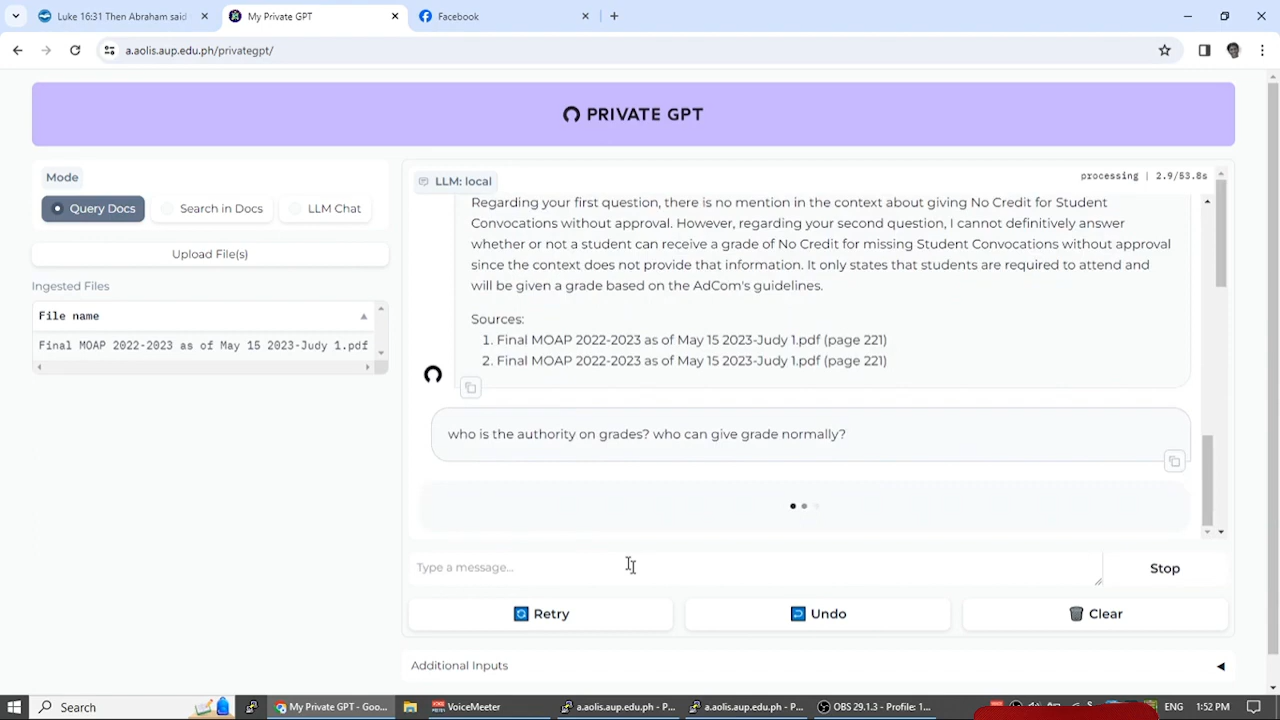 Luke 16:31 Then Abraham said
My Private GPT
Facebook
a.aolis.aup.edu.ph/privategpt/
PRIVATE GPT
Mode
Query Docs
Search in Docs
LLM Chat
Upload File(s)
Ingested Files
File name
Final MOAP 2022-2023 as of May 15 2023-Judy 1.pdf
LLM: local
processing | 2.9/53.8s
Regarding your first question, there is no mention in the context about giving No Credit for Student
Convocations without approval. However, regarding your second question, I cannot definitively answer
whether or not a student can receive a grade of No Credit for missing Student Convocations without approval
since the context does not provide that information. It only states that students are required to attend and
will be given a grade based on the AdCom's guidelines.
Sources:
1. Final MOAP 2022-2023 as of May 15 2023-Judy 1.pdf (page 221)
2. Final MOAP 2022-2023 as of May 15 2023-Judy 1.pdf (page 221)
who is the authority on grades? who can give grade normally?
Type a message...
Stop
Retry
Undo
Clear
Additional Inputs
Search
My Private GPT - Goo...
VoiceMeeter
a.aolis.aup.edu.ph - P...
a.aolis.aup.edu.ph - P...
OBS 29.1.3 - Profile: 1...
ENG
1:52 PM